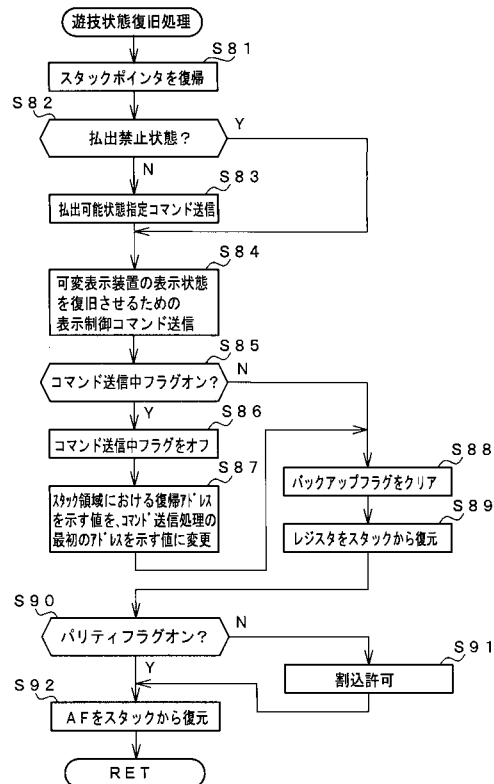 遊技状態復旧処理
S81
スタックポインタを復帰
S82
払出禁止状態?
Y
N
S83
払出可能状態指定コマンド送信
S84
可変表示装置の表示状態
を復旧させるための
表示制御コマンド送信
S85
コマンド送信中フラグオン?
N
Y
S86
コマンド送信中フラグをオフ
S87
スタック領域における復帰アドレス
を示す値を、コマンド送信処理の
最初のアドレスを示す値に変更
S88
バックアップフラグをクリア
S89
レジスタをスタックから復元
S90
パリティフラグオン?
N
Y
S91
割込許可
S92
AFをスタックから復元
RET